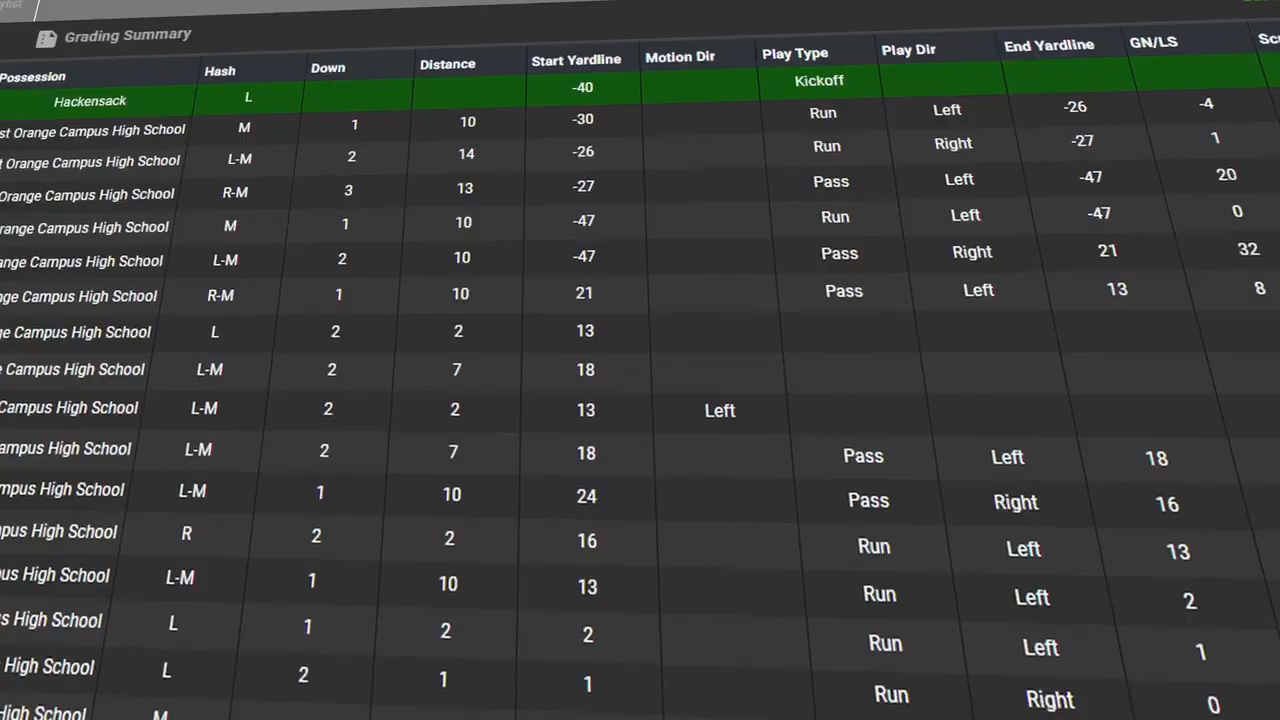 ylist
Grading Summary
Possession Hash Down Distance Start Yardline Motion Dir Play Type Play Dir End Yardline GN/LS Sc
Hackensack L -40 Kickoff
st Orange Campus High School M 1 10 -30 Run Left -26 -4
t Orange Campus High School L-M 2 14 -26 Run Right -27 1
Orange Campus High School R-M 3 13 -27 Pass Left -47 20
range Campus High School M 1 10 -47 Run Left -47 0
ange Campus High School L-M 2 10 -47 Pass Right 21 32
nge Campus High School R-M 1 10 21 Pass Left 13 8
ge Campus High School L 2 2 13
e Campus High School L-M 2 7 18
Campus High School L-M 2 2 13 Left
ampus High School L-M 2 7 18 Pass Left 18
mpus High School L-M 1 10 24 Pass Right 16
pus High School R 2 2 16 Run Left 13
us High School L-M 1 10 13 Run Left 2
s High School L 1 2 2 Run Left 1
High School L 2 1 1 Run Right 0
High School M